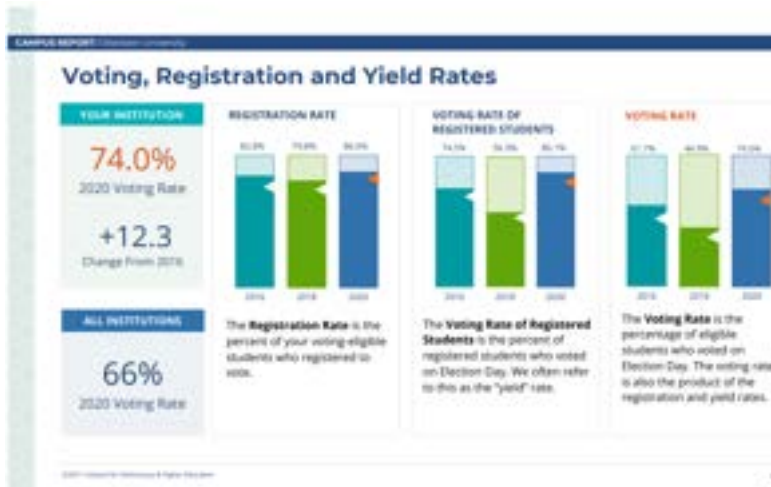 CAMPUS REPORT
Voting, Registration and Yield Rates
YOUR INSTITUTION
74.0%
2020 Voting Rate
+12.3
Change From 2016
ALL INSTITUTIONS
66%
2020 Voting Rate
REGISTRATION RATE
2016 2018 2020
The Registration Rate is the
percent of your voting-eligible
students who registered to
vote.
VOTING RATE OF
REGISTERED STUDENTS
2016 2018 2020
The Voting Rate of Registered
Students is the percent of
registered students who voted
on Election Day. We often refer
to this as the "yield" rate.
VOTING RATE
2016 2018 2020
The Voting Rate is the
percentage of eligible
students who voted on
Election Day. The voting rate
is also the product of the
registration and yield rates.